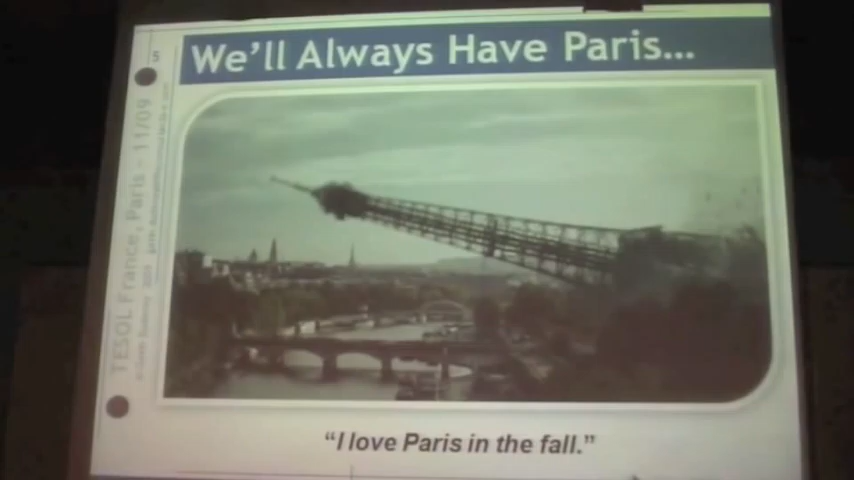 We'll Always Have Paris...
5
TESOL France, Paris - 11/09
"I love Paris in the fall."